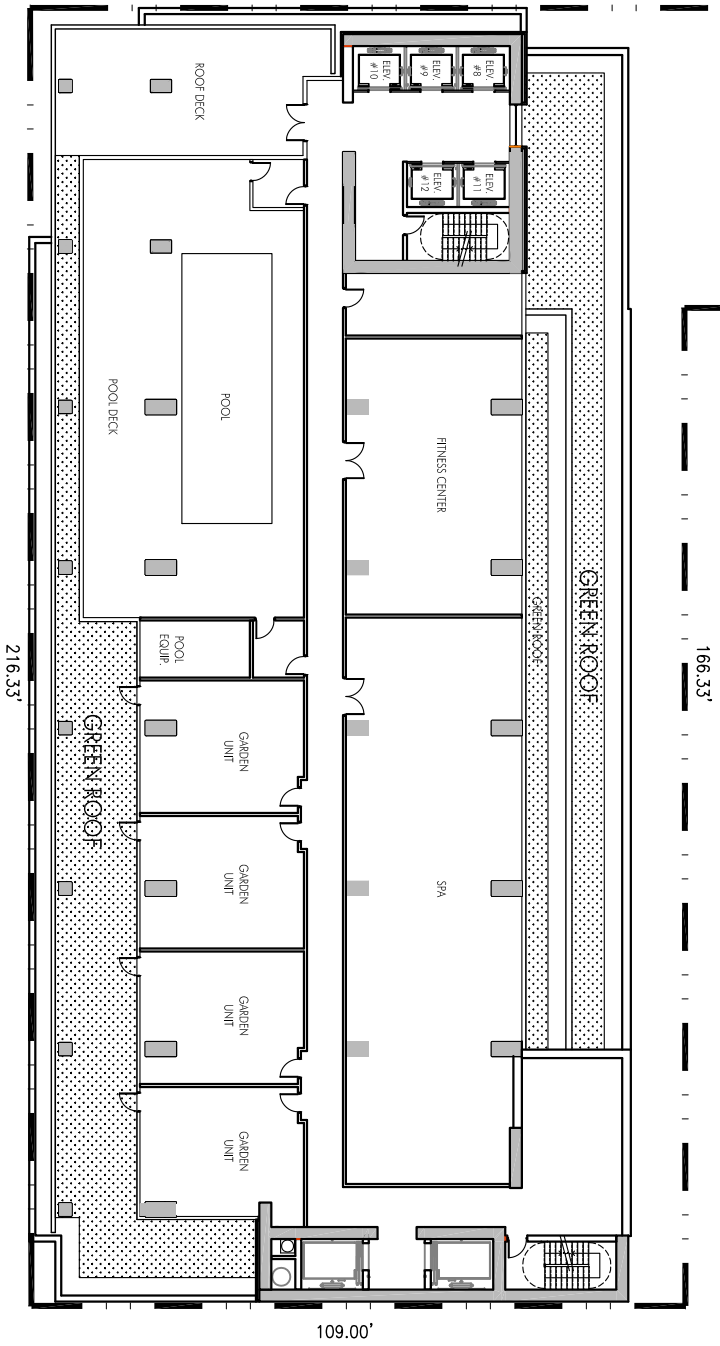 ELEV.
#10
ELEV.
#9
ELEV.
#8
ROOF DECK
ELEV.
#12
ELEV.
#11
POOL DECK
POOL
FITNESS CENTER
GREEN ROOF
GREEN ROOF
POOL
EQUIP.
216.33'
166.33'
GREEN ROOF
GARDEN
UNIT
GARDEN
UNIT
SPA
GARDEN
UNIT
GARDEN
UNIT
109.00'